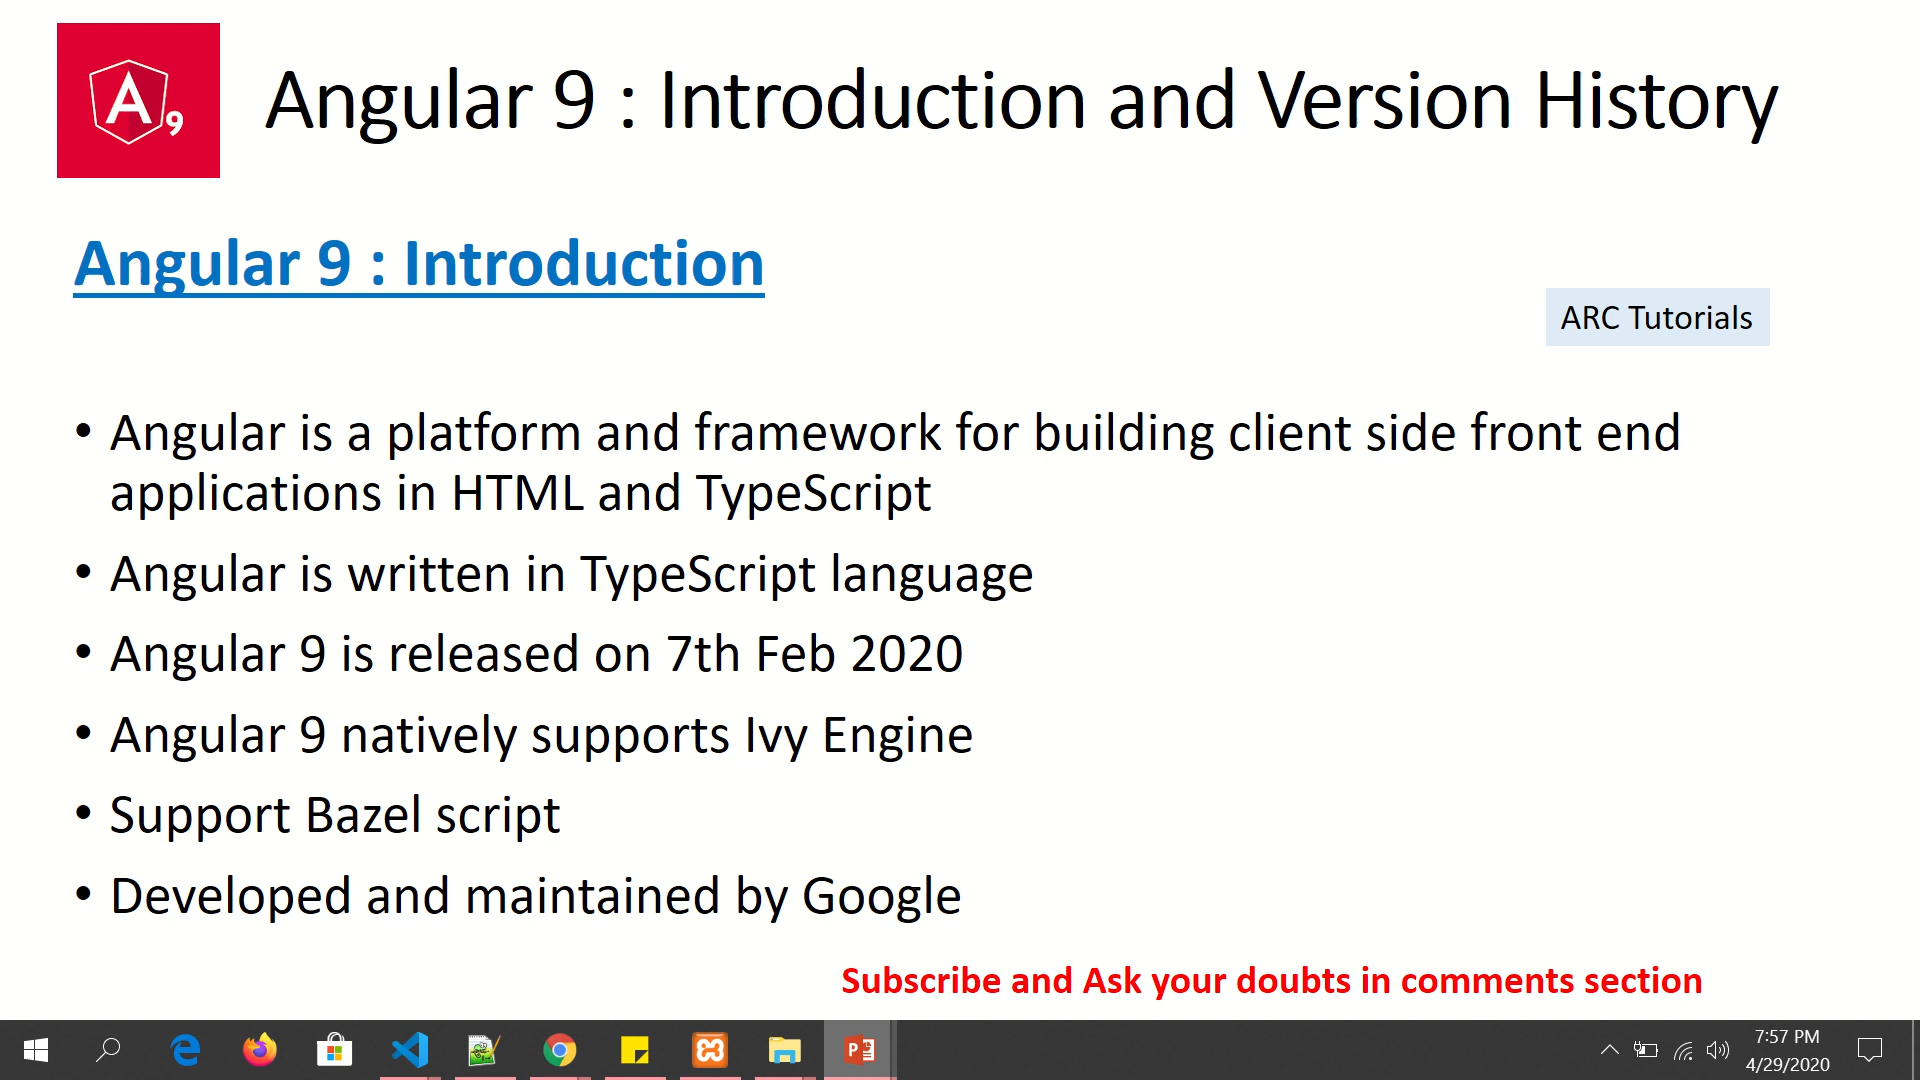 A9
Angular 9 : Introduction and Version History
Angular 9 : Introduction
ARC Tutorials
• Angular is a platform and framework for building client side front end
applications in HTML and TypeScript
• Angular is written in TypeScript language
• Angular 9 is released on 7th Feb 2020
• Angular 9 natively supports Ivy Engine
• Support Bazel script
• Developed and maintained by Google
Subscribe and Ask your doubts in comments section
7:57 PM
4/29/2020